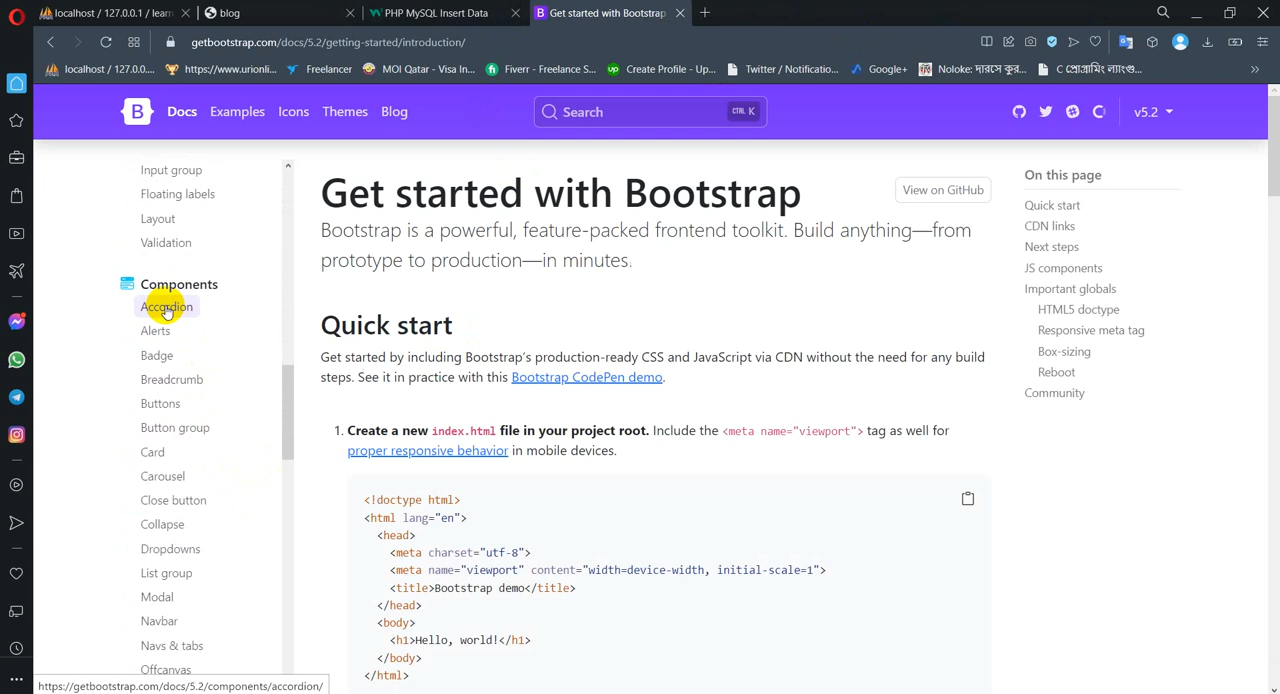 localhost / 127.0.0.1 / learn
blog
PHP MySQL Insert Data
Get started with Bootstrap
getbootstrap.com/docs/5.2/getting-started/introduction/
localhost / 127.0.0....
https://www.urionli...
Freelancer
MOI Qatar - Visa In...
Fiverr - Freelance S...
Create Profile - Up...
Twitter / Notificatio...
Google+
Noloke: দারসে কুর...
C প্রোগ্রামিং ল্যাংগু...
B
Docs
Examples
Icons
Themes
Blog
Search
CTRL K
v5.2
Input group
Floating labels
Layout
Validation
Components
Accordion
Alerts
Badge
Breadcrumb
Buttons
Button group
Card
Carousel
Close button
Collapse
Dropdowns
List group
Modal
Navbar
Navs & tabs
Offcanvas
https://getbootstrap.com/docs/5.2/components/accordion/
Get started with Bootstrap
View on GitHub
Bootstrap is a powerful, feature-packed frontend toolkit. Build anything—from
prototype to production—in minutes.
Quick start
Get started by including Bootstrap's production-ready CSS and JavaScript via CDN without the need for any build
steps. See it in practice with this Bootstrap CodePen demo.
1. Create a new index.html file in your project root. Include the <meta name="viewport"> tag as well for
proper responsive behavior in mobile devices.
<!doctype html>
<html lang="en">
<head>
<meta charset="utf-8">
<meta name="viewport" content="width=device-width, initial-scale=1">
<title>Bootstrap demo</title>
</head>
<body>
<h1>Hello, world!</h1>
</body>
</html>
On this page
Quick start
CDN links
Next steps
JS components
Important globals
HTML5 doctype
Responsive meta tag
Box-sizing
Reboot
Community